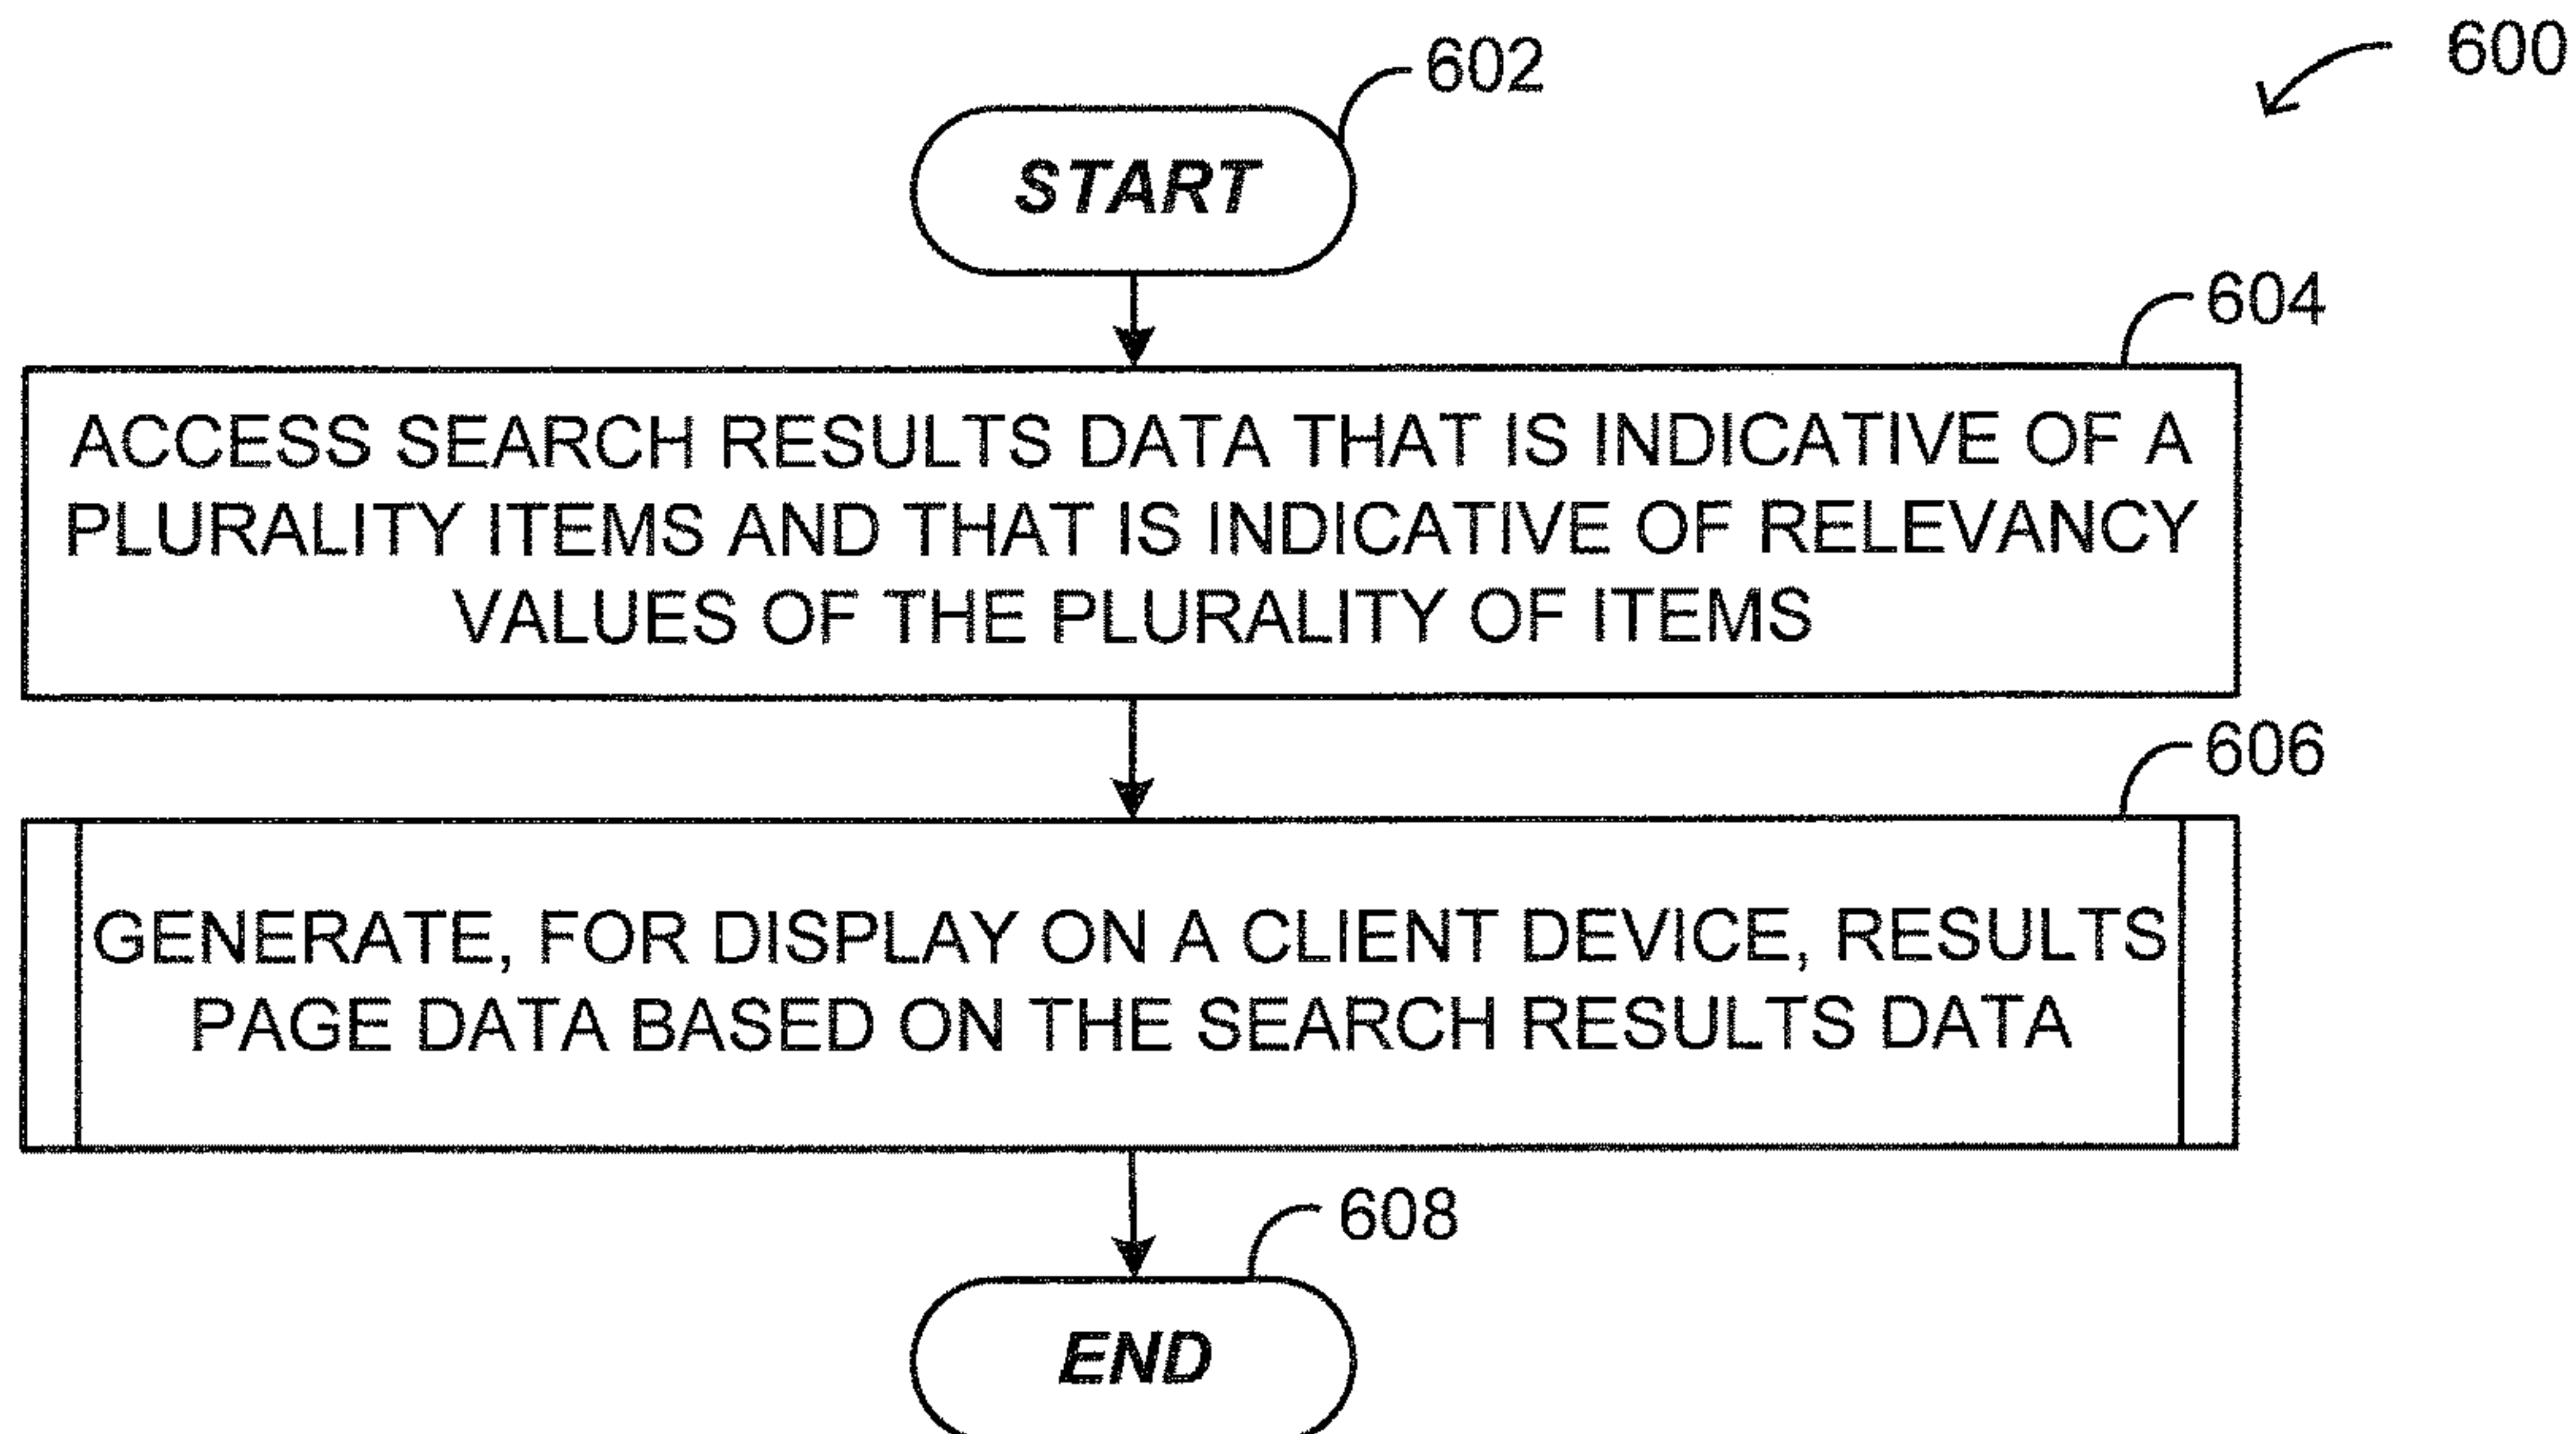 600
602
START
604
ACCESS SEARCH RESULTS DATA THAT IS INDICATIVE OF A
PLURALITY ITEMS AND THAT IS INDICATIVE OF RELEVANCY
VALUES OF THE PLURALITY OF ITEMS
606
GENERATE, FOR DISPLAY ON A CLIENT DEVICE, RESULTS
PAGE DATA BASED ON THE SEARCH RESULTS DATA
608
END